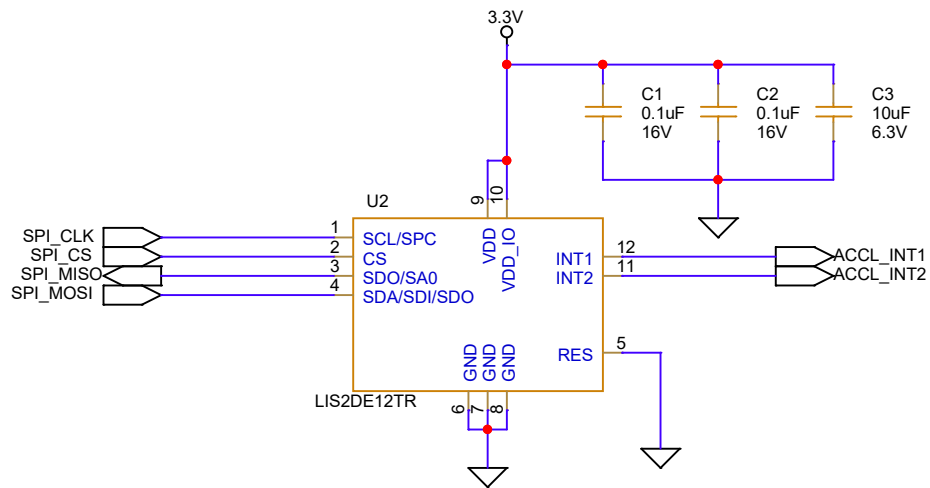 3.3V
C1
0.1uF
16V
C2
0.1uF
16V
C3
10uF
6.3V
U2
9
10
VDD
VDD_IO
SPI_CLK
1
SCL/SPC
SPI_CS
2
CS
SPI_MISO
3
SDO/SA0
SPI_MOSI
4
SDA/SDI/SDO
INT1
12
ACCL_INT1
INT2
11
ACCL_INT2
RES
5
GND
GND
GND
LIS2DE12TR
6
7
8